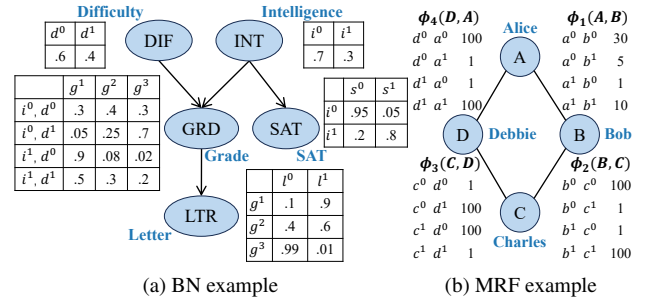 Difficulty
d⁰ d¹
.6 .4
DIF
Intelligence
INT
i⁰ i¹
.7 .3
g¹ g² g³
i⁰, d⁰ .3 .4 .3
i⁰, d¹ .05 .25 .7
i¹, d⁰ .9 .08 .02
i¹, d¹ .5 .3 .2
GRD
Grade
SAT
SAT
s⁰ s¹
i⁰ .95 .05
i¹ .2 .8
LTR
Letter
l⁰ l¹
g¹ .1 .9
g² .4 .6
g³ .99 .01
(a) BN example
ϕ₄(D, A)
d⁰ a⁰ 100
d⁰ a¹ 1
d¹ a⁰ 1
d¹ a¹ 100
Alice
A
ϕ₁(A, B)
a⁰ b⁰ 30
a⁰ b¹ 5
a¹ b⁰ 1
a¹ b¹ 10
D
Debbie
B
Bob
ϕ₃(C, D)
c⁰ d⁰ 1
c⁰ d¹ 100
c¹ d⁰ 100
c¹ d¹ 1
C
Charles
ϕ₂(B, C)
b⁰ c⁰ 100
b⁰ c¹ 1
b¹ c⁰ 1
b¹ c¹ 100
(b) MRF example